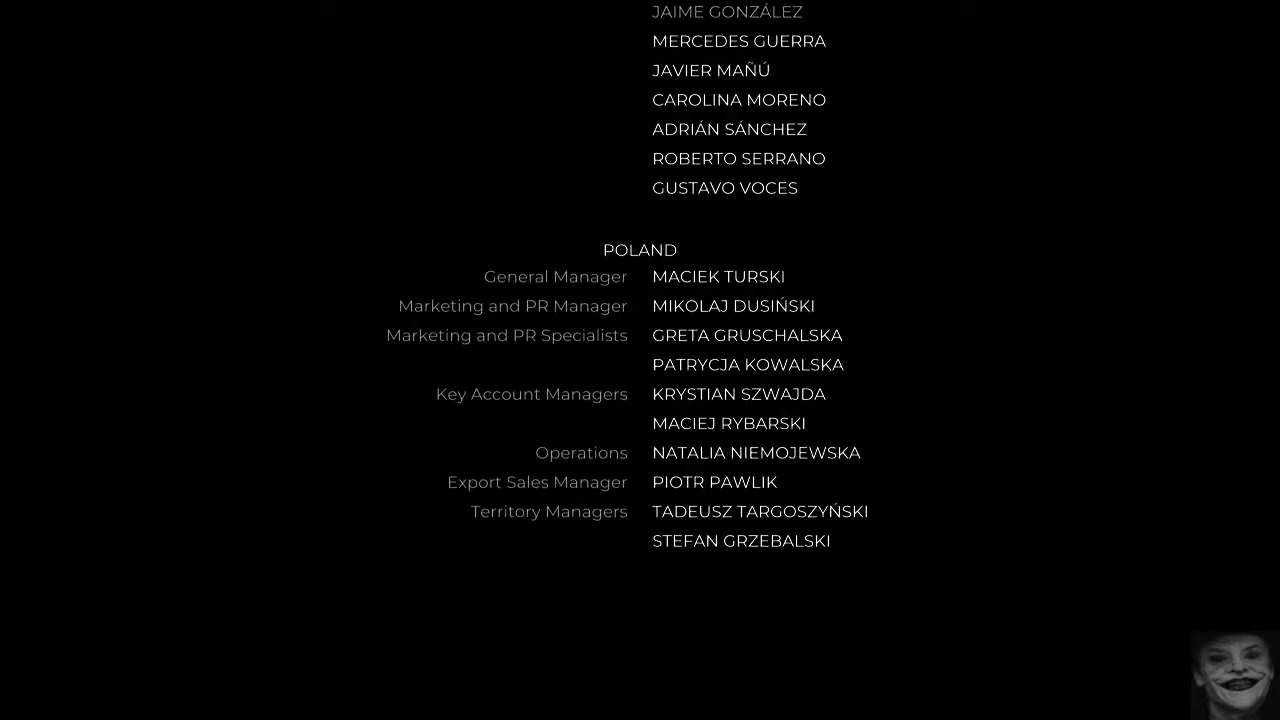 JAIME GONZÁLEZ
MERCEDES GUERRA
JAVIER MAÑÚ
CAROLINA MORENO
ADRIÁN SÁNCHEZ
ROBERTO SERRANO
GUSTAVO VOCES
POLAND
General Manager MACIEK TURSKI
Marketing and PR Manager MIKOLAJ DUSIŃSKI
Marketing and PR Specialists GRETA GRUSCHALSKA
PATRYCJA KOWALSKA
Key Account Managers KRYSTIAN SZWAJDA
MACIEJ RYBARSKI
Operations NATALIA NIEMOJEWSKA
Export Sales Manager PIOTR PAWLIK
Territory Managers TADEUSZ TARGOSZYŃSKI
STEFAN GRZEBALSKI